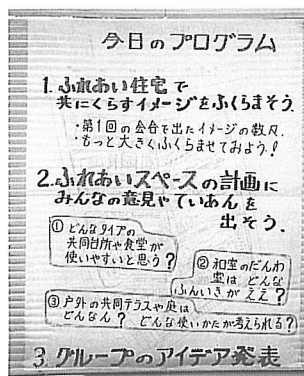 今日のプログラム
1. ふれあい住宅で
共にくらすイメージをふくらまそう.
・第1回の会合で出たイメージの数々.
・もっと大きくふくらませてみよう!
2. ふれあいスペースの計画に
みんなの意見やていあんを
出そう.
① どんなタイプの
共同台所や食堂が
使いやすいと思う?
② 和室のだんわ
室は どんな
ふんいきが ええ?
③ 戸外の共同テラスや庭は
どんなん? どんな使いかたが考えられる?
3. グループのアイデア発表